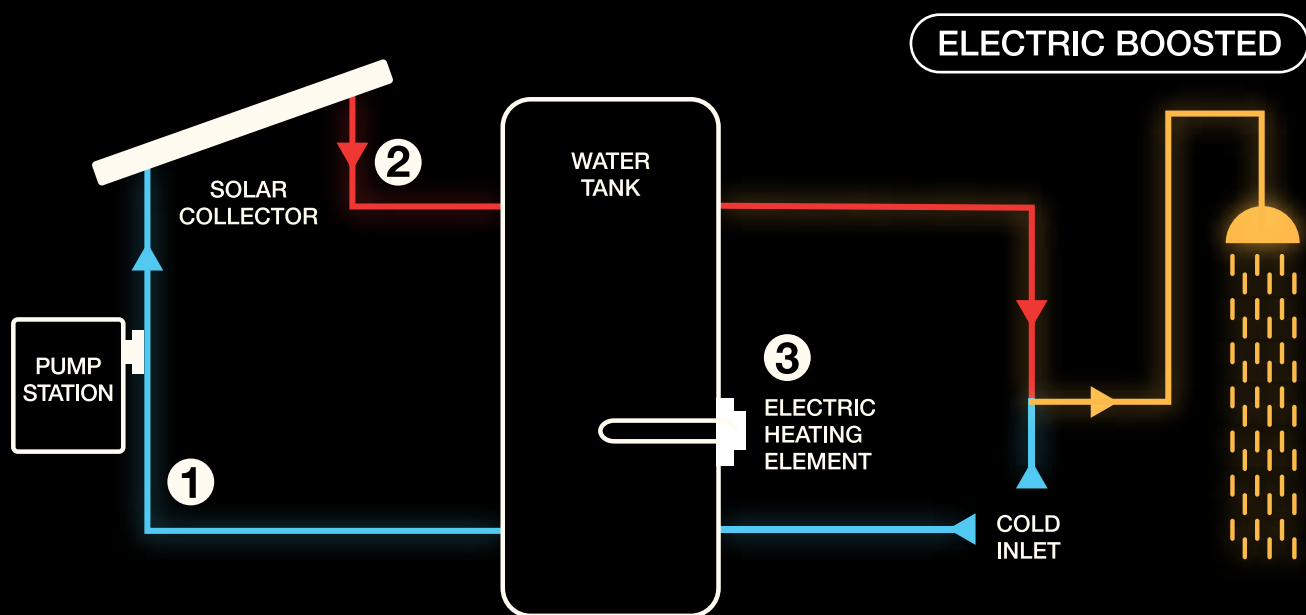 ELECTRIC BOOSTED
2
WATER
TANK
SOLAR
COLLECTOR
PUMP
STATION
3
ELECTRIC
HEATING
ELEMENT
1
COLD
INLET